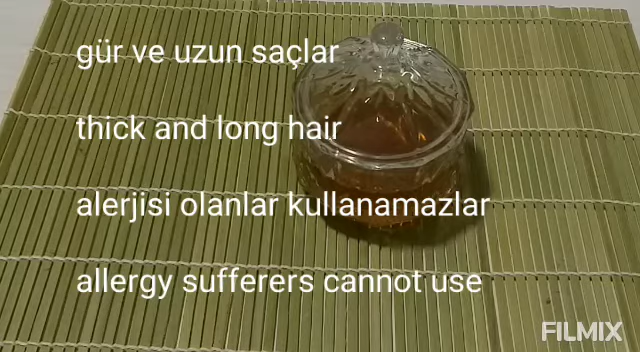 gür ve uzun saçlar
thick and long hair
alerjisi olanlar kullanamazlar
allergy sufferers cannot use
FILMIX